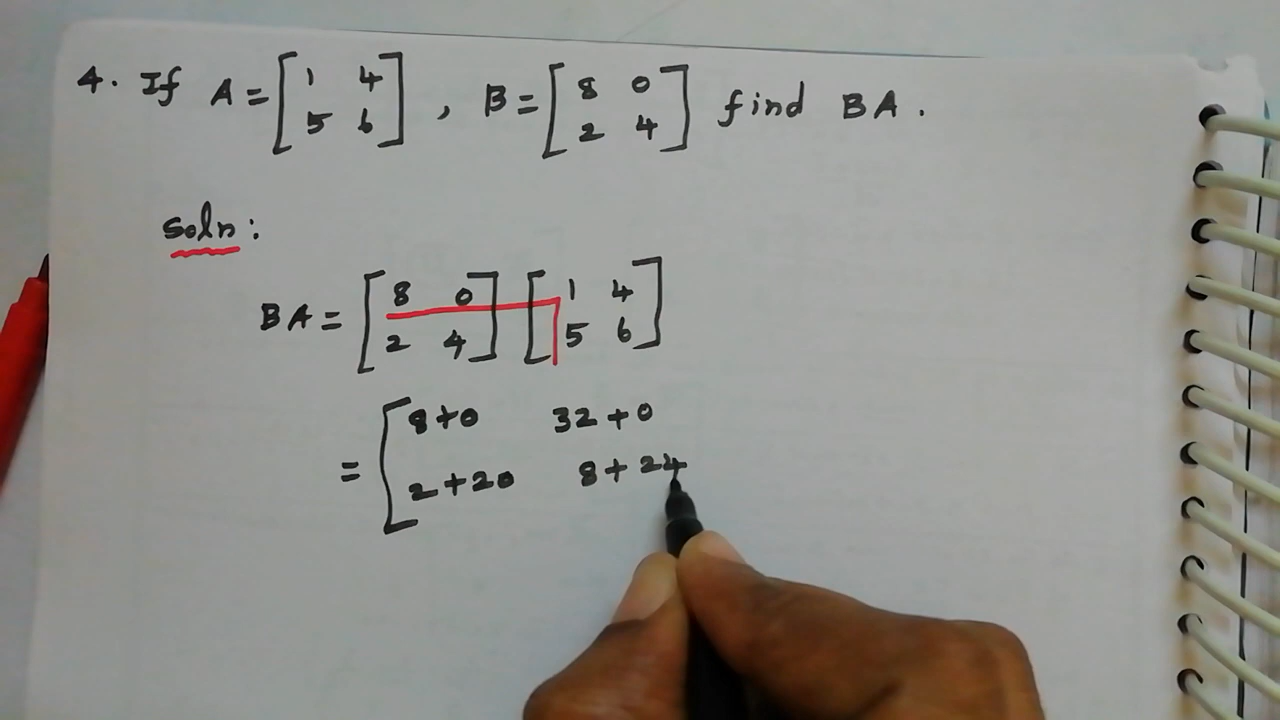 4. If A = [ 1 4 , B = [ 8 0 ] find BA.
5 6 ] 2 4
Soln:
BA = [ 8 0 ] [ 1 4 ]
2 4 5 6
= [ 8+0 32+0
2+20 8+24